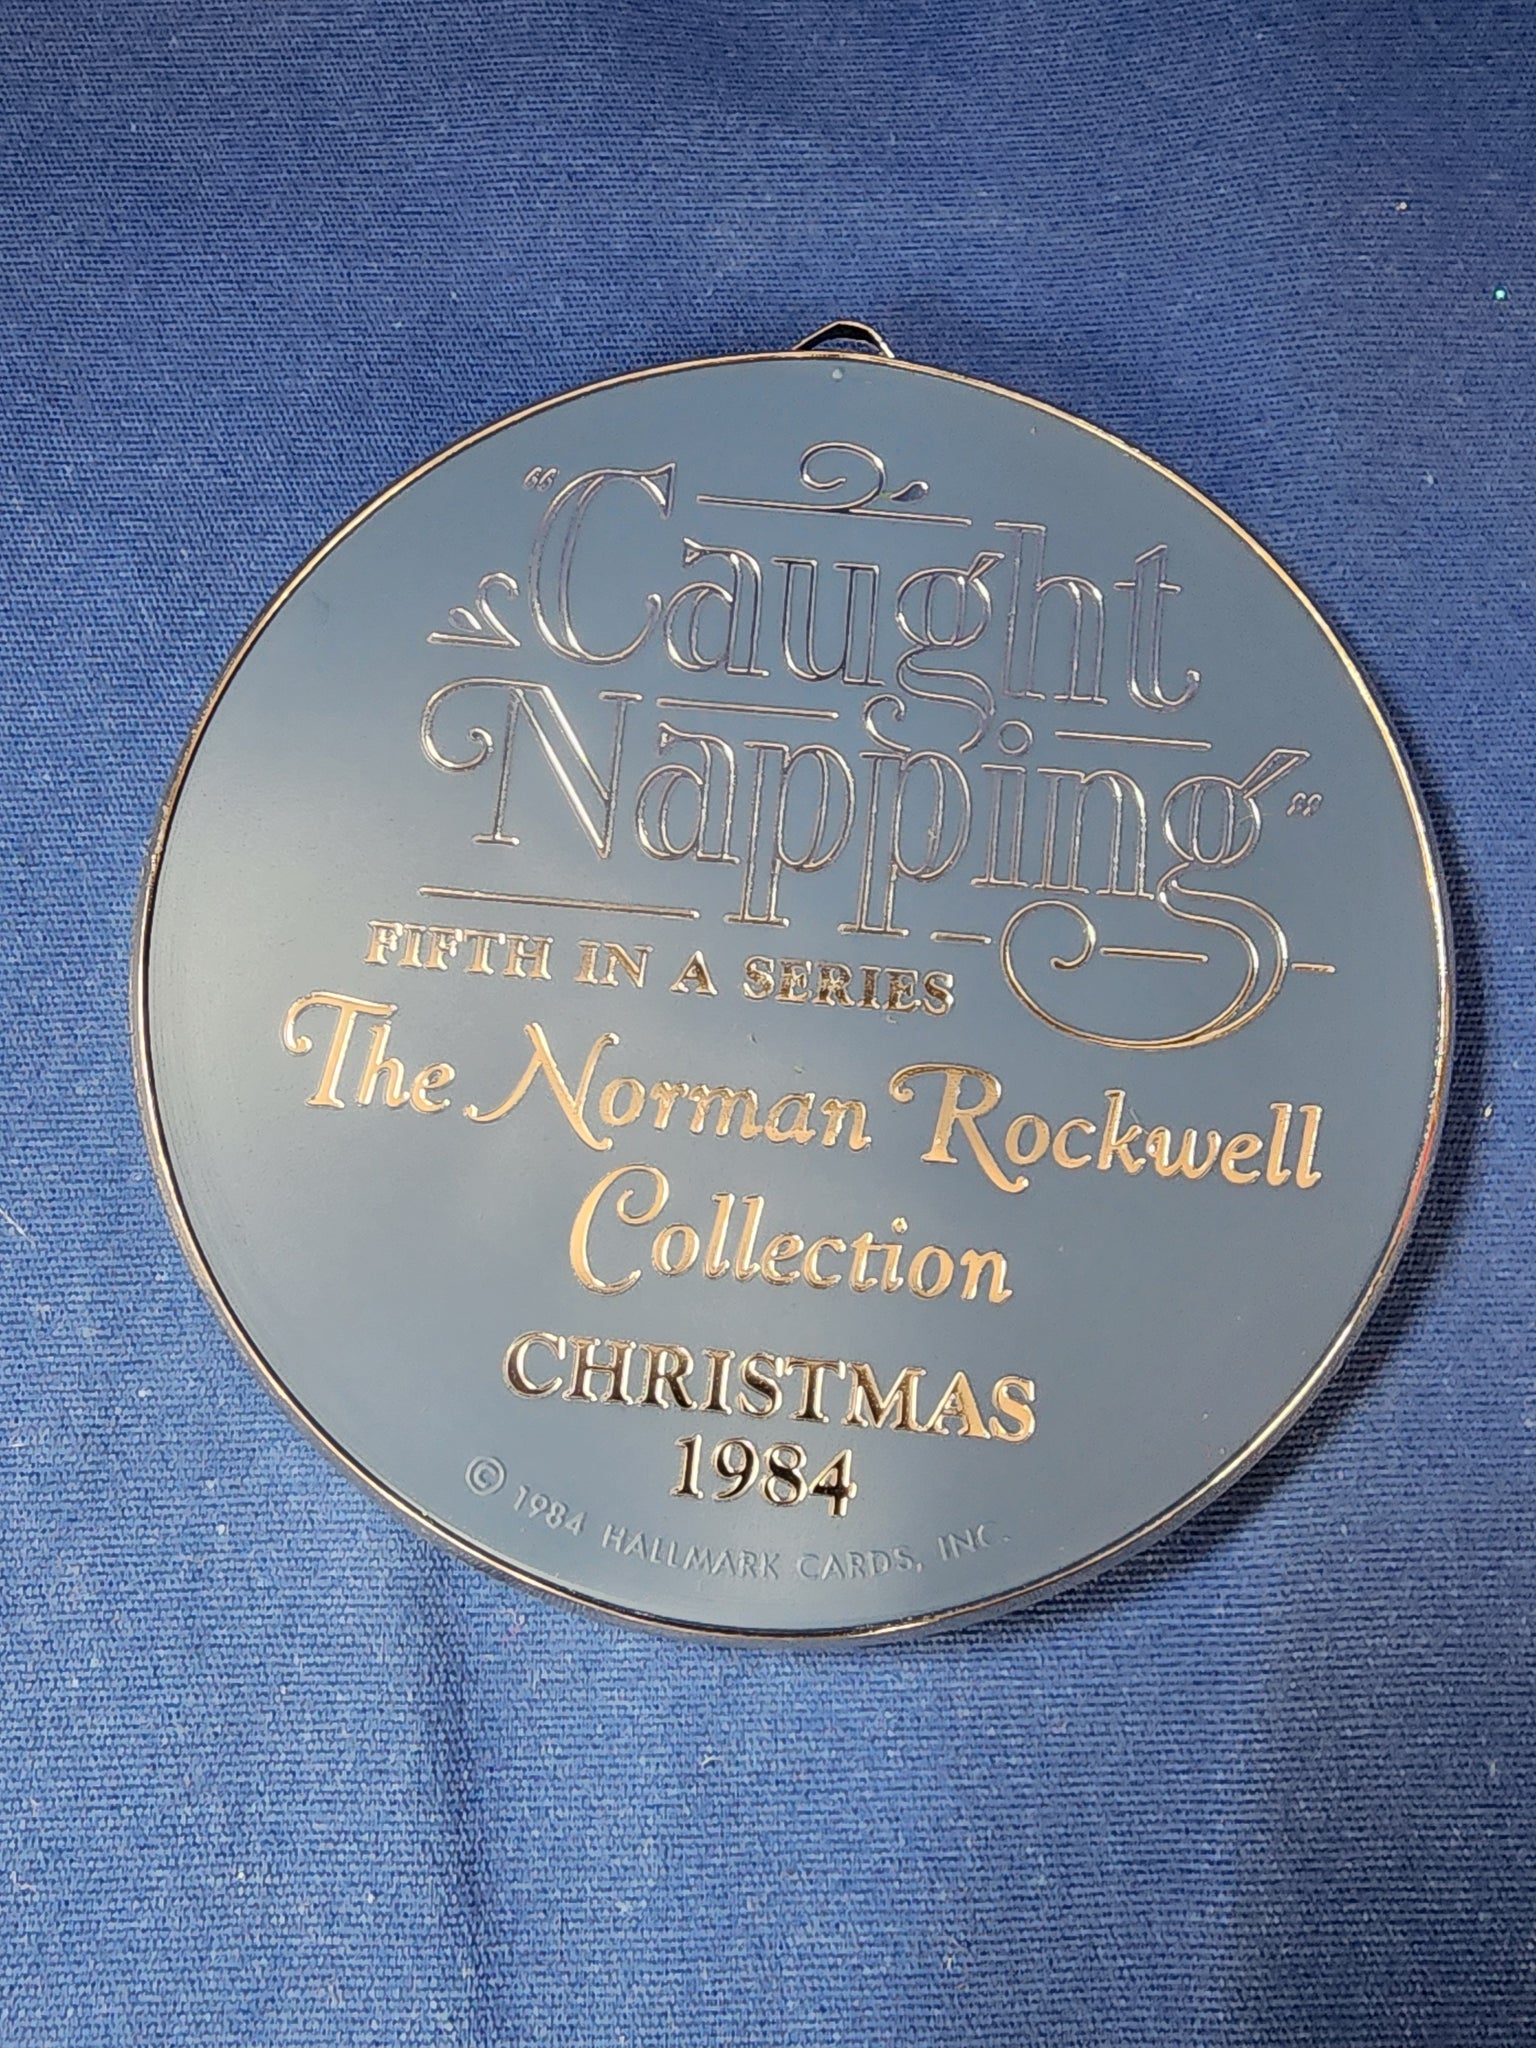 "Caught
Napping"
FIFTH IN A SERIES
The Norman Rockwell
Collection
CHRISTMAS
1984
© 1984 HALLMARK CARDS, INC.